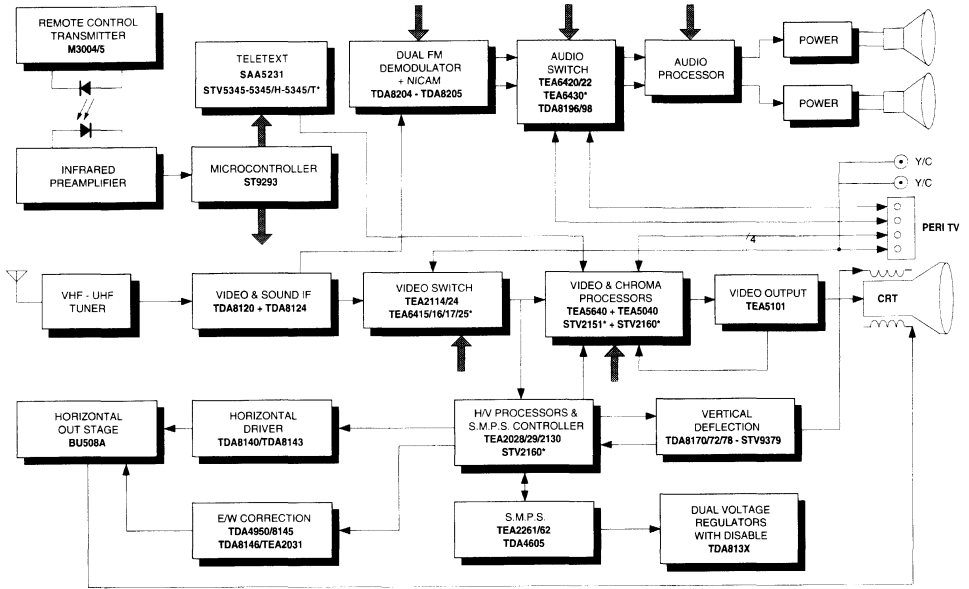 REMOTE CONTROL
TRANSMITTER
M3004/5
TELETEXT
SAA5231
STV5345-5345/H-5345/T*
DUAL FM
DEMODULATOR
+ NICAM
TDA8204 - TDA8205
AUDIO
SWITCH
TEA6420/22
TEA6430*
TDA8196/98
AUDIO
PROCESSOR
POWER
POWER
INFRARED
PREAMPLIFIER
MICROCONTROLLER
ST9293
Y/C
Y/C
PERI TV
4
VHF - UHF
TUNER
VIDEO & SOUND IF
TDA8120 + TDA8124
VIDEO SWITCH
TEA2114/24
TEA6415/16/17/25*
VIDEO & CHROMA
PROCESSORS
TEA5640 + TEA5040
STV2151* + STV2160*
VIDEO OUTPUT
TEA5101
CRT
HORIZONTAL
OUT STAGE
BU508A
HORIZONTAL
DRIVER
TDA8140/TDA8143
H/V PROCESSORS &
S.M.P.S. CONTROLLER
TEA2028/29/2130
STV2160*
VERTICAL
DEFLECTION
TDA8170/72/78 - STV9379
E/W CORRECTION
TDA4950/8145
TDA8146/TEA2031
S.M.P.S.
TEA2261/62
TDA4605
DUAL VOLTAGE
REGULATORS
WITH DISABLE
TDA813X